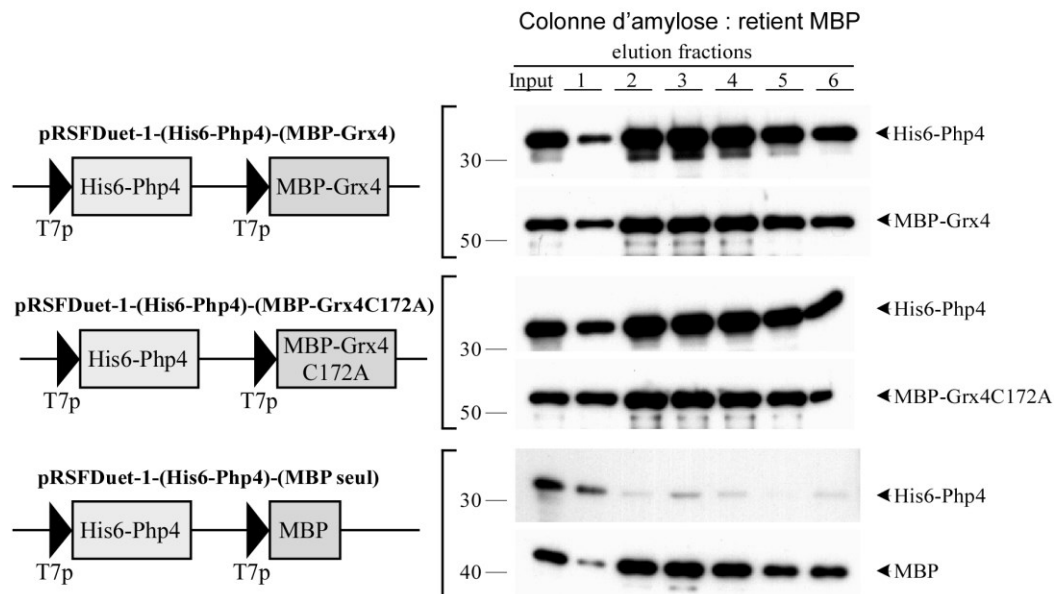 Colonne d'amylose : retient MBP
elution fractions
Input 1 2 3 4 5 6
pRSFDuet-1-(His6-Php4)-(MBP-Grx4)
His6-Php4 MBP-Grx4
T7p T7p
30
His6-Php4
50
MBP-Grx4
pRSFDuet-1-(His6-Php4)-(MBP-Grx4C172A)
His6-Php4 MBP-Grx4
C172A
T7p T7p
30
His6-Php4
50
MBP-Grx4C172A
pRSFDuet-1-(His6-Php4)-(MBP seul)
His6-Php4 MBP
T7p T7p
30
His6-Php4
40
MBP